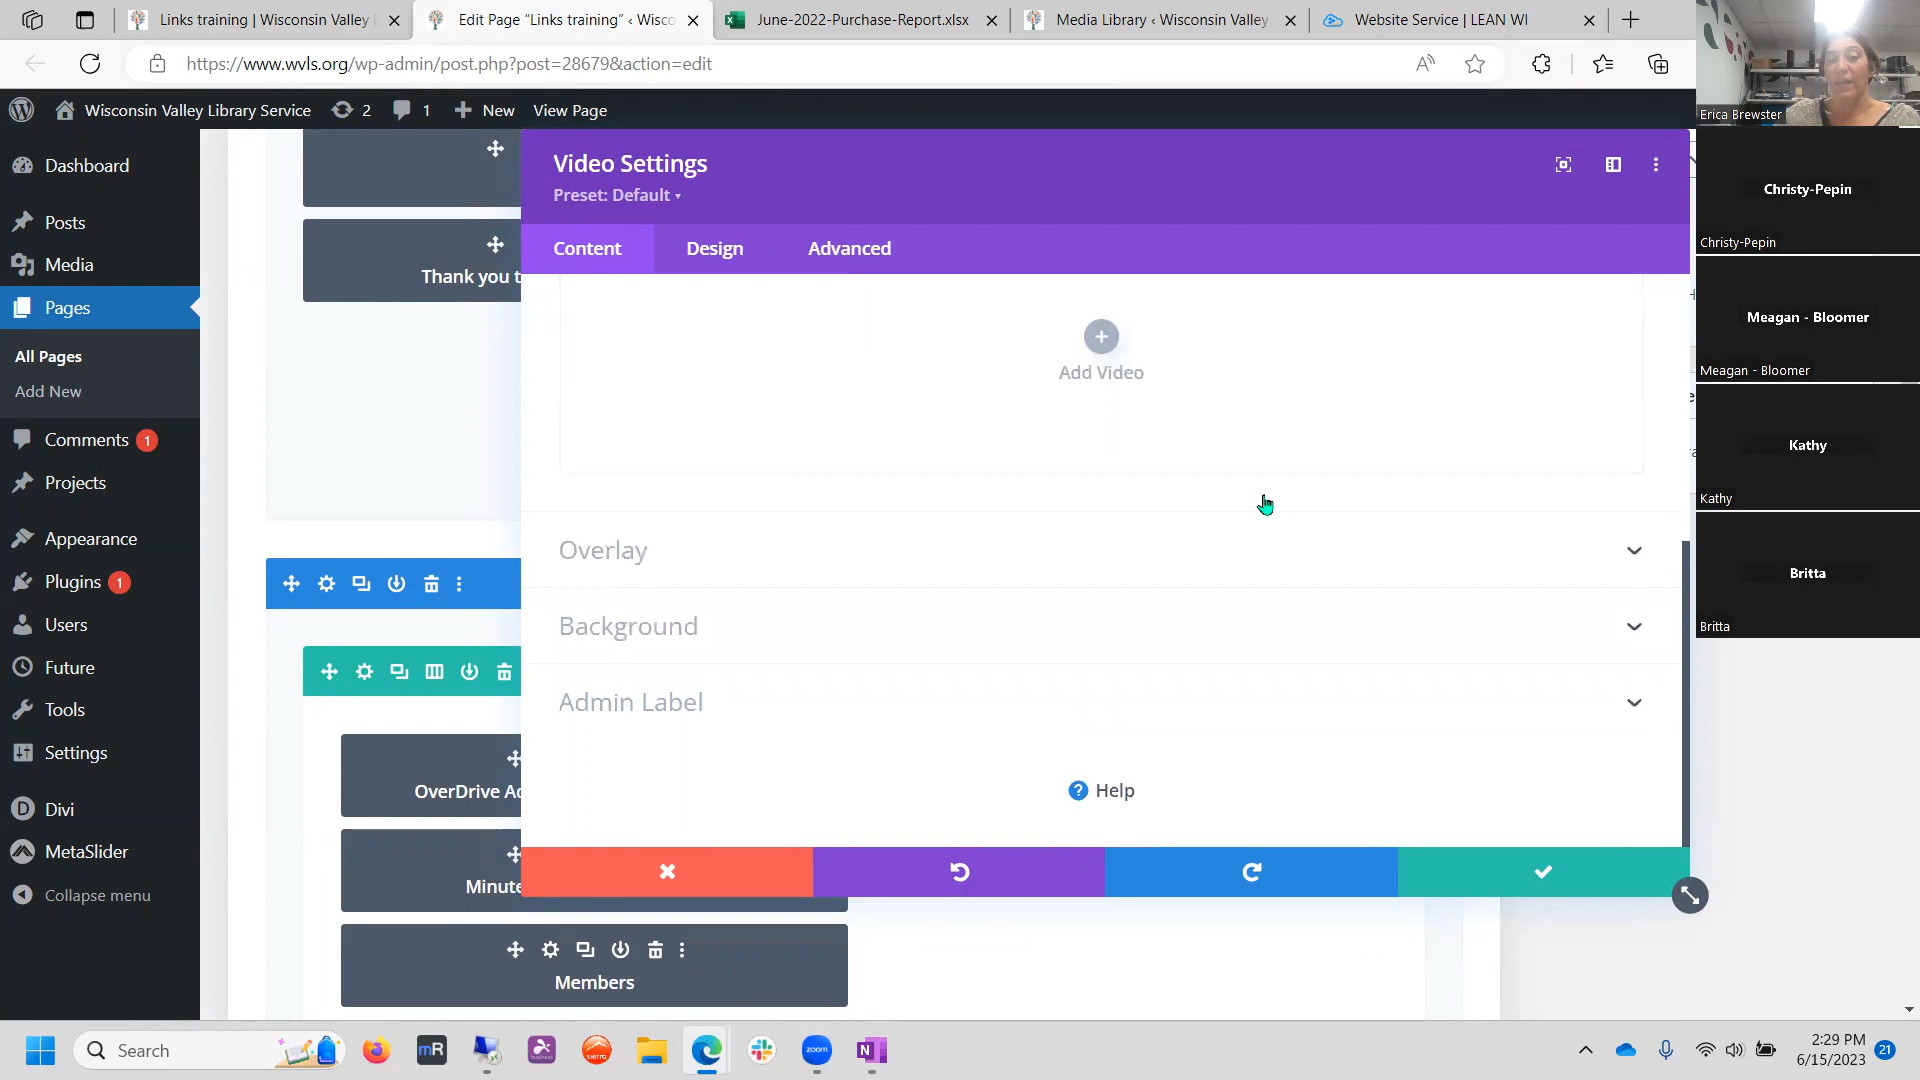 Links training | Wisconsin Valley L
Edit Page "Links training" ‹ Wisco
June-2022-Purchase-Report.xlsx
Media Library ‹ Wisconsin Valley
Website Service | LEAN WI
https://www.wvls.org/wp-admin/post.php?post=28679&action=edit
Wisconsin Valley Library Service
2
1
New
View Page
Dashboard
Posts
Media
Pages
All Pages
Add New
Comments 1
Projects
Appearance
Plugins 1
Users
Future
Tools
Settings
Divi
MetaSlider
Collapse menu
Thank you t
OverDrive Ac
Minute
Members
Video Settings
Preset: Default
Content
Design
Advanced
Add Video
Overlay
Background
Admin Label
Help
Erica Brewster
Christy-Pepin
Christy-Pepin
Meagan - Bloomer
Meagan - Bloomer
Kathy
Kathy
Britta
Britta
Search
mR
sierra
zoom
N
2:29 PM
6/15/2023
21